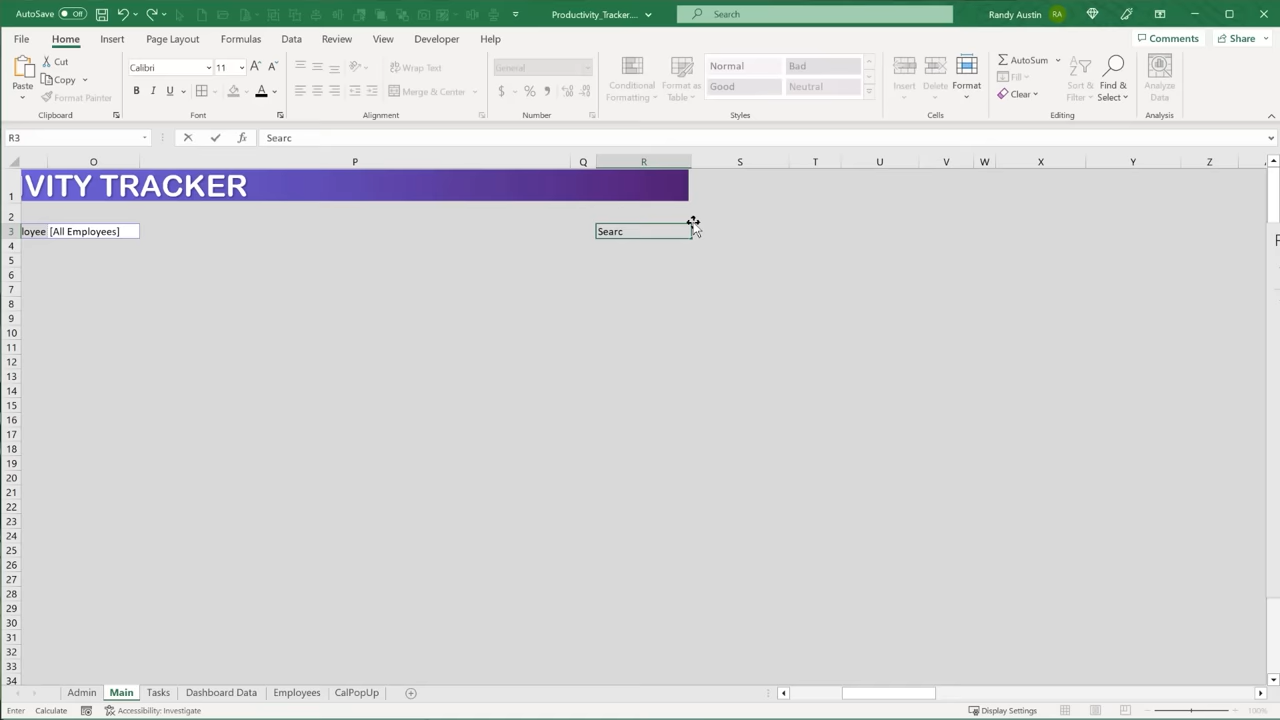 AutoSave Off Productivity_Tracker.... Search Randy Austin RA
File Home Insert Page Layout Formulas Data Review View Developer Help Comments Share
Paste Cut Copy Format Painter Clipboard
Calibri 11 A A B I U A Font
Wrap Text Merge & Center Alignment
General $ % Number
Conditional Formatting Format as Table Normal Bad Good Neutral Styles
Insert Delete Format Cells
AutoSum Fill Clear Sort & Filter Find & Select Editing
Analyze Data Analysis
R3 fx Searc
O P Q R S T U V W X Y Z
1 VITY TRACKER
2
3 loyee [All Employees] Searc
4
5
6
7
8
9
10
11
12
13
14
15
16
17
18
19
20
21
22
23
24
25
26
27
28
29
30
31
32
33
34
Admin Main Tasks Dashboard Data Employees CalPopUp
Enter Calculate Accessibility: Investigate Display Settings 100%